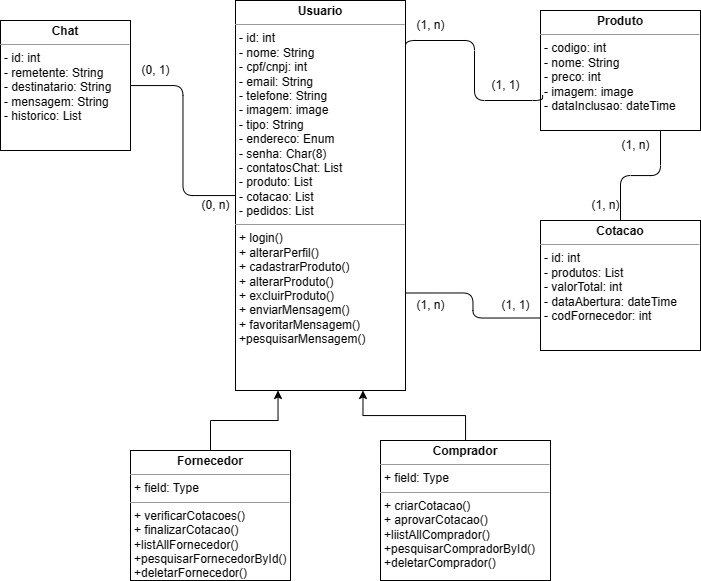 Chat
- id: int
- remetente: String
- destinatario: String
- mensagem: String
- historico: List
(0, 1)
(0, n)
Usuario
- id: int
- nome: String
- cpf/cnpj: int
- email: String
- telefone: String
- imagem: image
- tipo: String
- endereco: Enum
- senha: Char(8)
- contatosChat: List
- produto: List
- cotacao: List
- pedidos: List
+ login()
+ alterarPerfil()
+ cadastrarProduto()
+ alterarProduto()
+ excluirProduto()
+ enviarMensagem()
+ favoritarMensagem()
+pesquisarMensagem()
(1, n)
(1, 1)
Produto
- codigo: int
- nome: String
- preco: int
- imagem: image
- dataInclusao: dateTime
(1, n)
(1, n)
Cotacao
- id: int
- produtos: List
- valorTotal: int
- dataAbertura: dateTime
- codFornecedor: int
(1, n)
(1, 1)
Fornecedor
+ field: Type
+ verificarCotacoes()
+ finalizarCotacao()
+listAllFornecedor()
+pesquisarFornecedorById()
+deletarFornecedor()
Comprador
+ field: Type
+ criarCotacao()
+ aprovarCotacao()
+liistAllComprador()
+pesquisarCompradorById()
+deletarComprador()